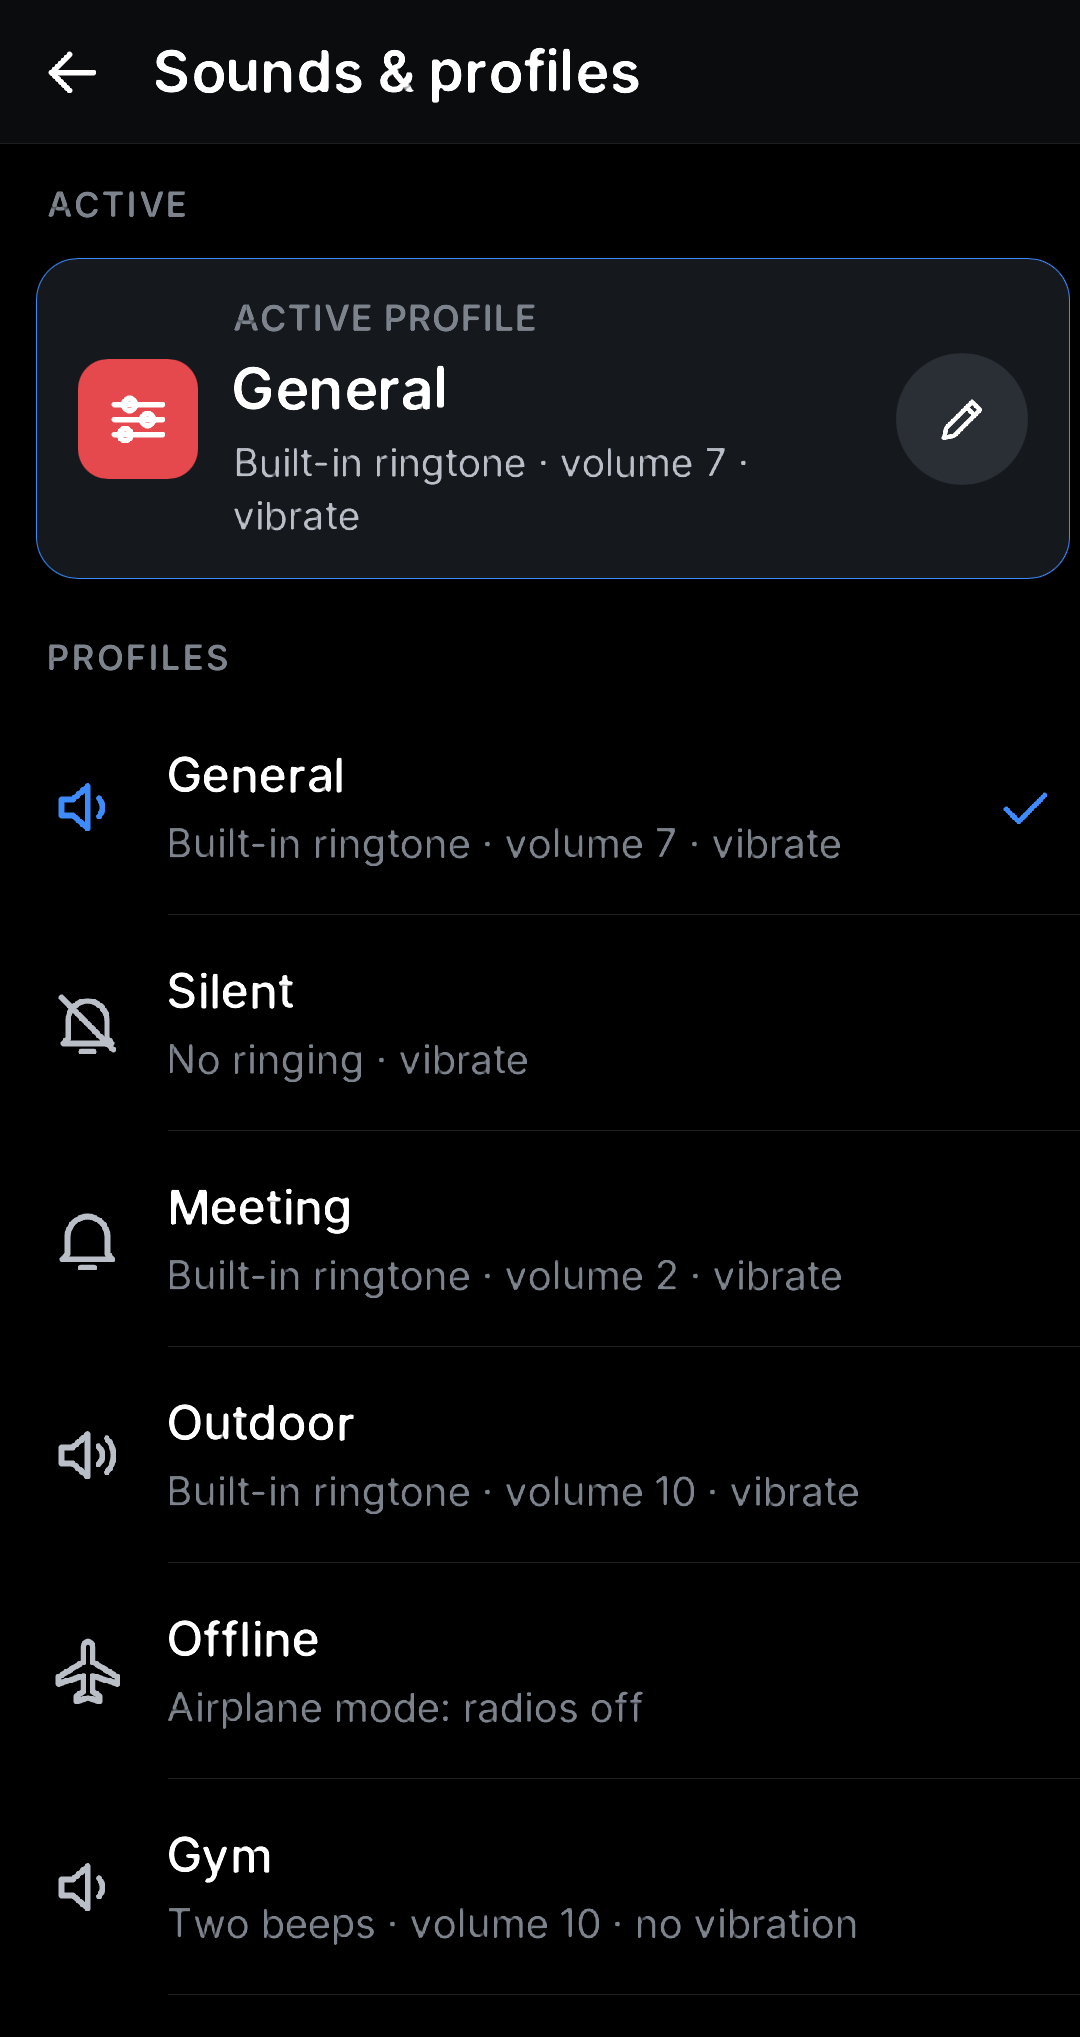 Sounds & profiles
ACTIVE
ACTIVE PROFILE
General
Built-in ringtone · volume 7 ·
vibrate
PROFILES
General
Built-in ringtone · volume 7 · vibrate
Silent
No ringing · vibrate
Meeting
Built-in ringtone · volume 2 · vibrate
Outdoor
Built-in ringtone · volume 10 · vibrate
Offline
Airplane mode: radios off
Gym
Two beeps · volume 10 · no vibration